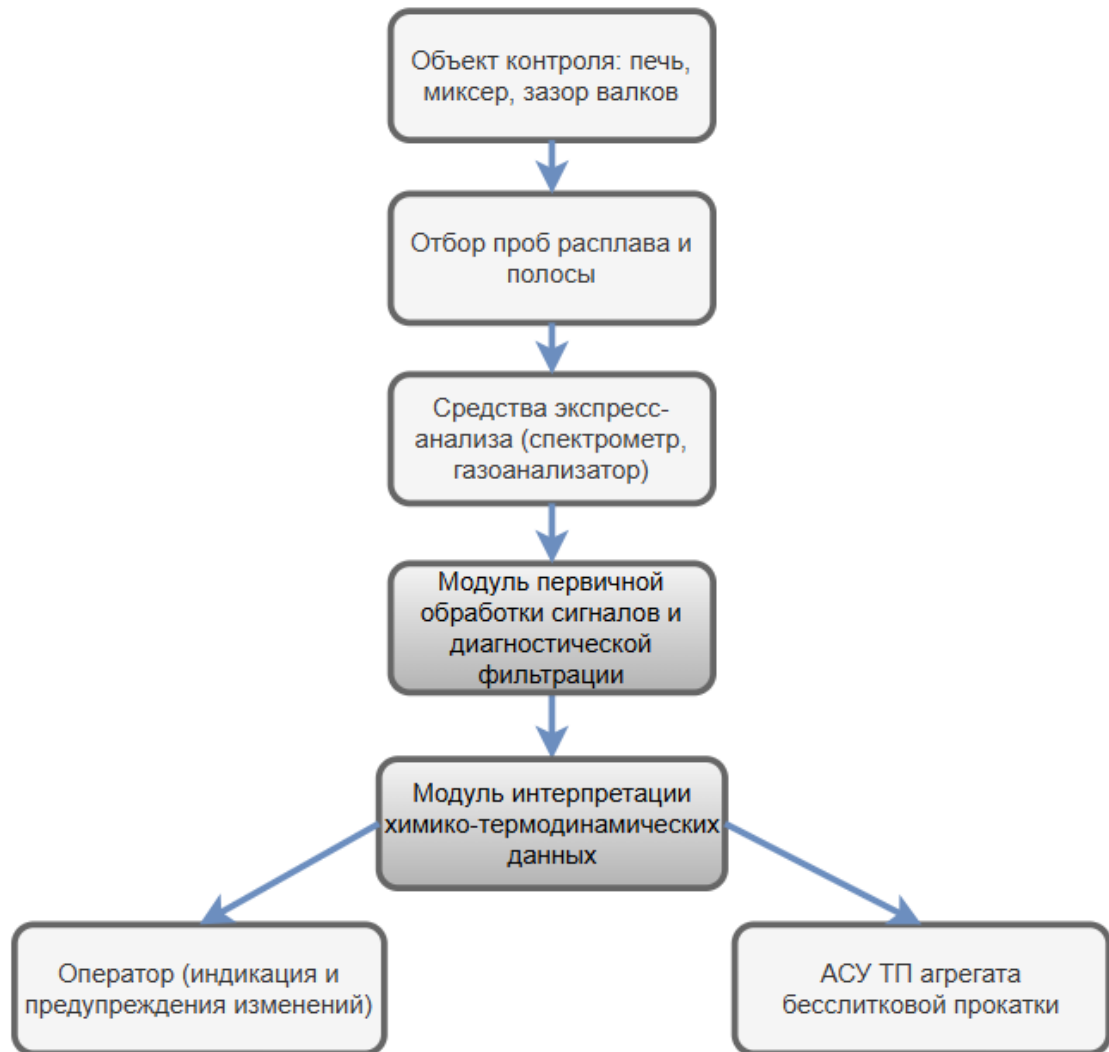 Объект контроля: печь,
миксер, зазор валков
Отбор проб расплава и
полосы
Средства экспресс-
анализа (спектрометр,
газоанализатор)
Модуль первичной
обработки сигналов и
диагностической
фильтрации
Модуль интерпретации
химико-термодинамических
данных
Оператор (индикация и
предупреждения изменений)
АСУ ТП агрегата
бесслитковой прокатки